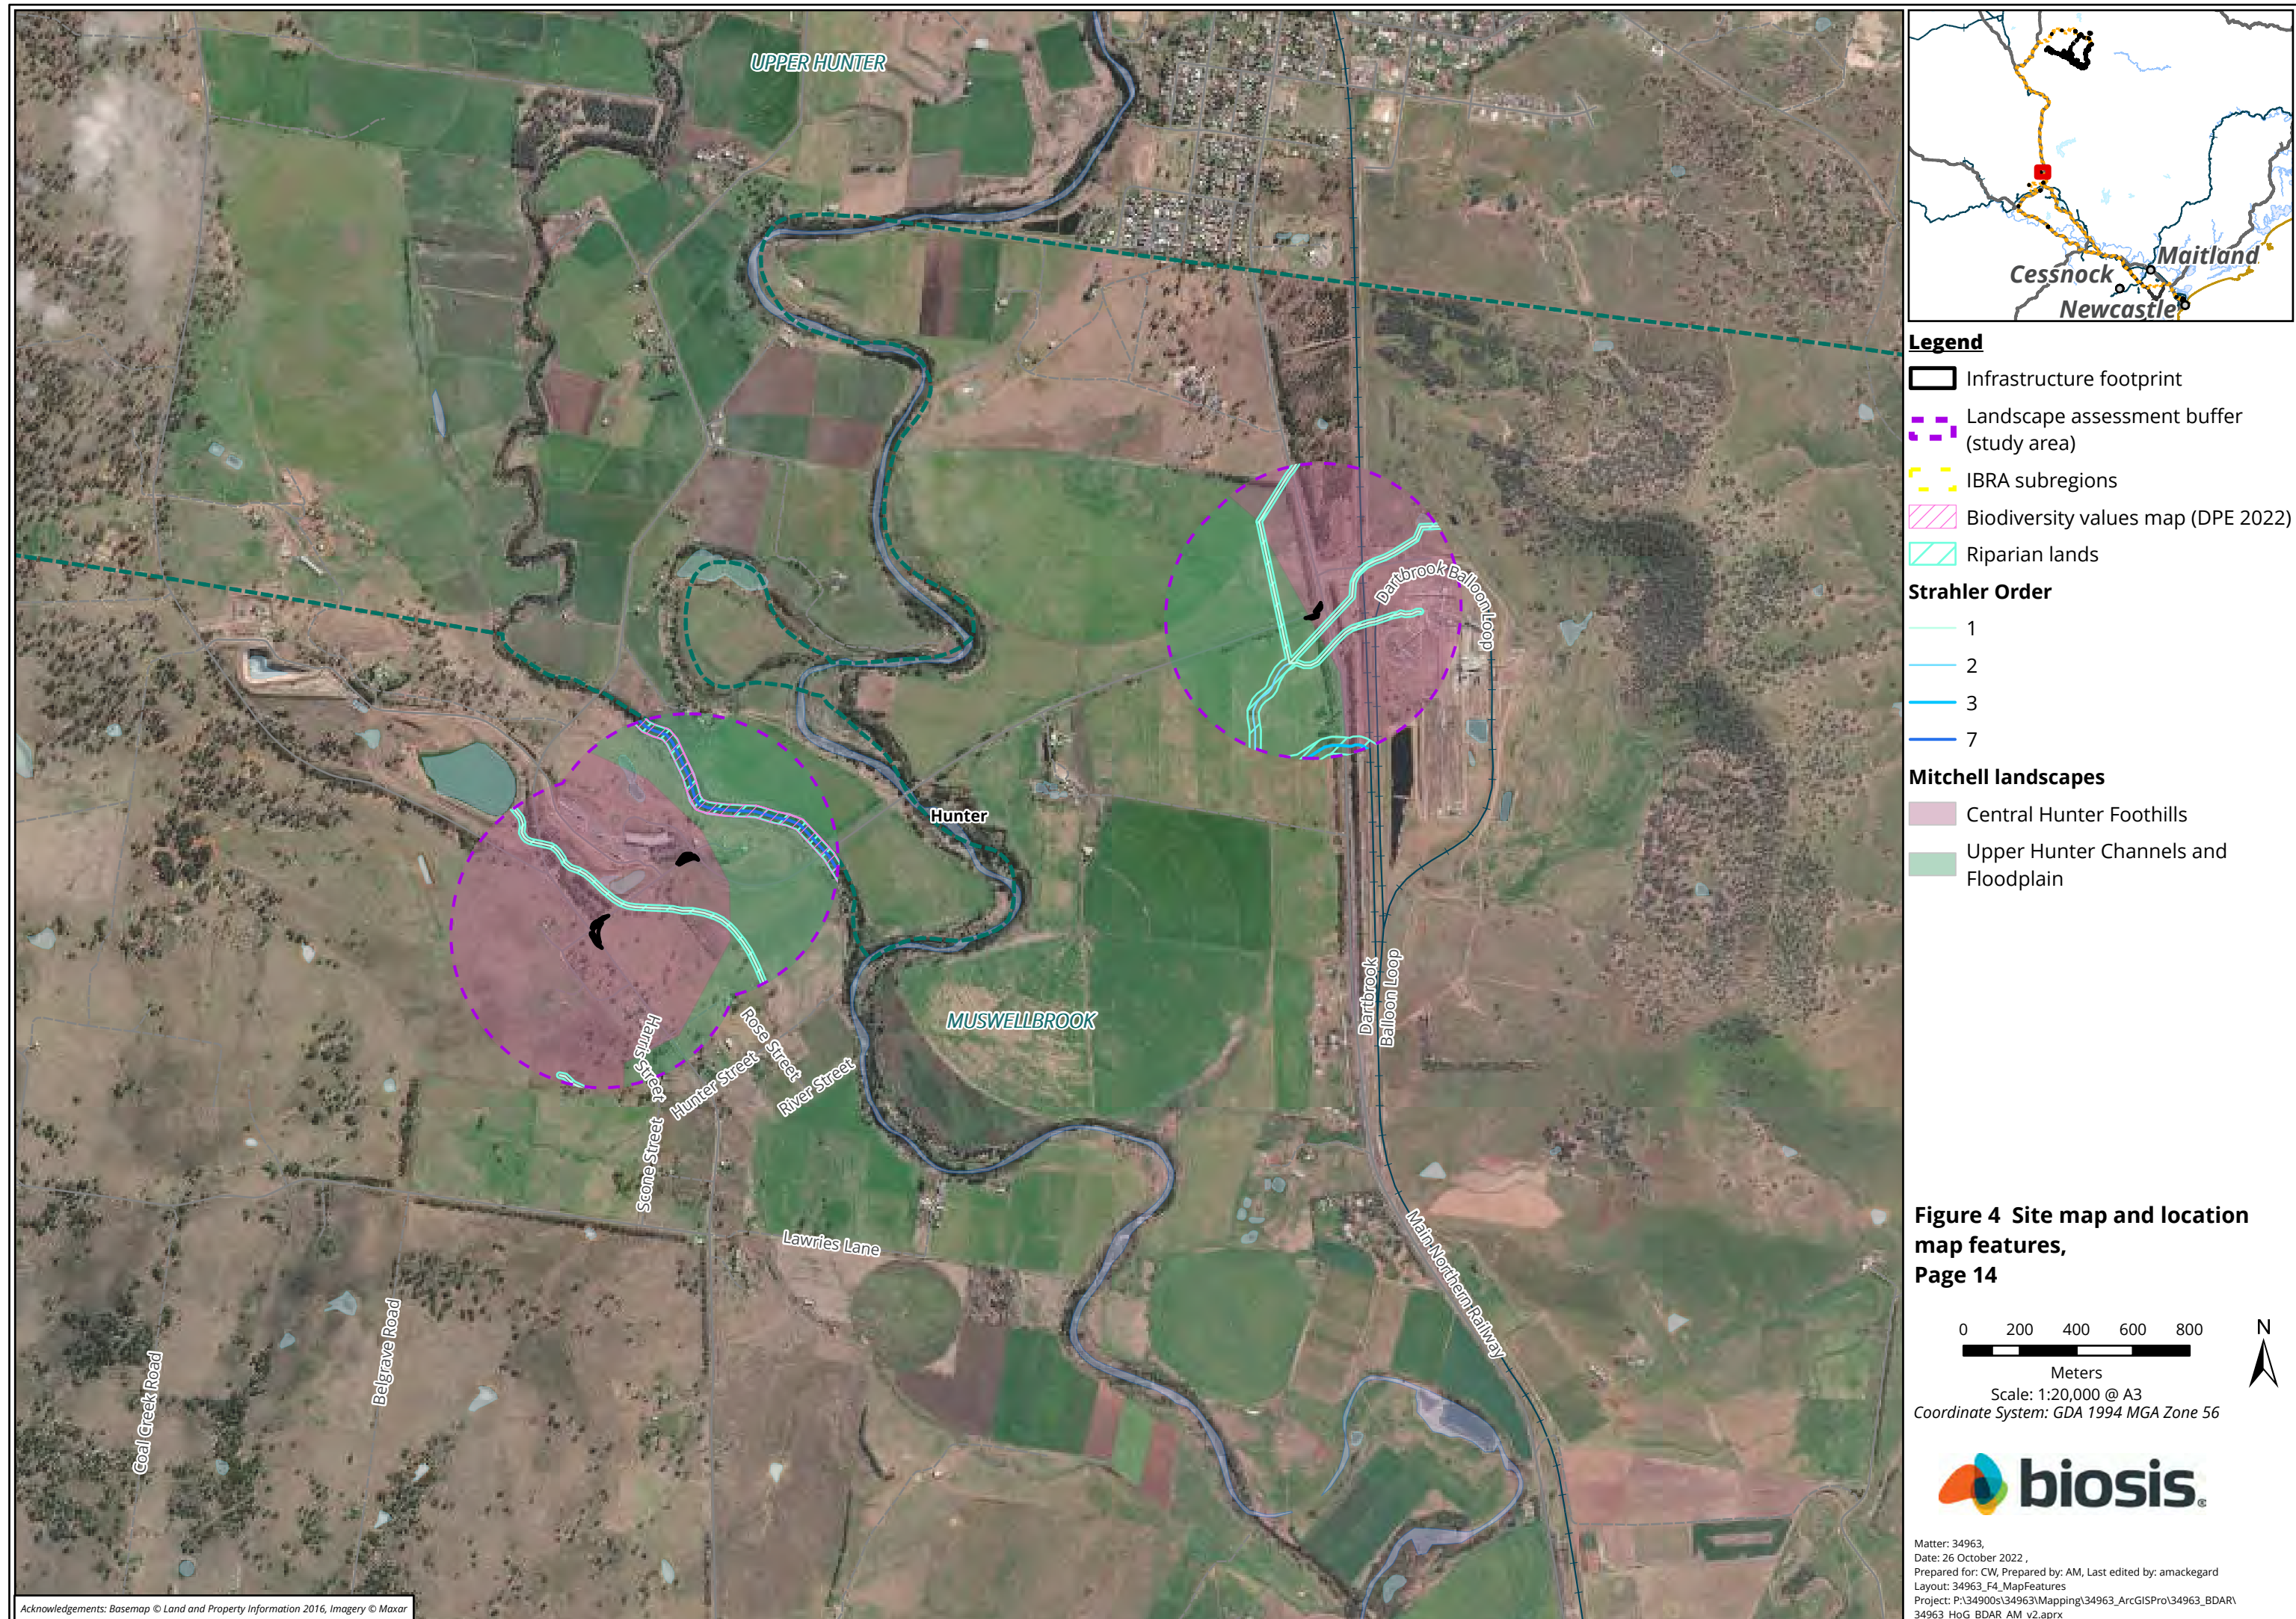 UPPER HUNTER
Dartbrook Balloon Loop
Hunter
MUSWELLBROOK
Dartbrook
Balloon Loop
Harris
Street
Rose Street
Hunter Street
River Street
Scone Street
Lawries Lane
Main Northern Railway
Belgrave Road
Coal Creek Road
Acknowledgements: Basemap © Land and Property Information 2016, Imagery © Maxar
Maitland
Cessnock
Newcastle
Legend
Infrastructure footprint
Landscape assessment buffer
(study area)
IBRA subregions
Biodiversity values map (DPE 2022)
Riparian lands
Strahler Order
1
2
3
7
Mitchell landscapes
Central Hunter Foothills
Upper Hunter Channels and
Floodplain
Figure 4 Site map and location
map features,
Page 14
0 200 400 600 800
N
Meters
Scale: 1:20,000 @ A3
Coordinate System: GDA 1994 MGA Zone 56
biosis®
Matter: 34963,
Date: 26 October 2022 ,
Prepared for: CW, Prepared by: AM, Last edited by: amackegard
Layout: 34963_F4_MapFeatures
Project: P:\34900s\34963\Mapping\34963_ArcGISPro\34963_BDAR\
34963_HoG_BDAR_AM_v2.aprx